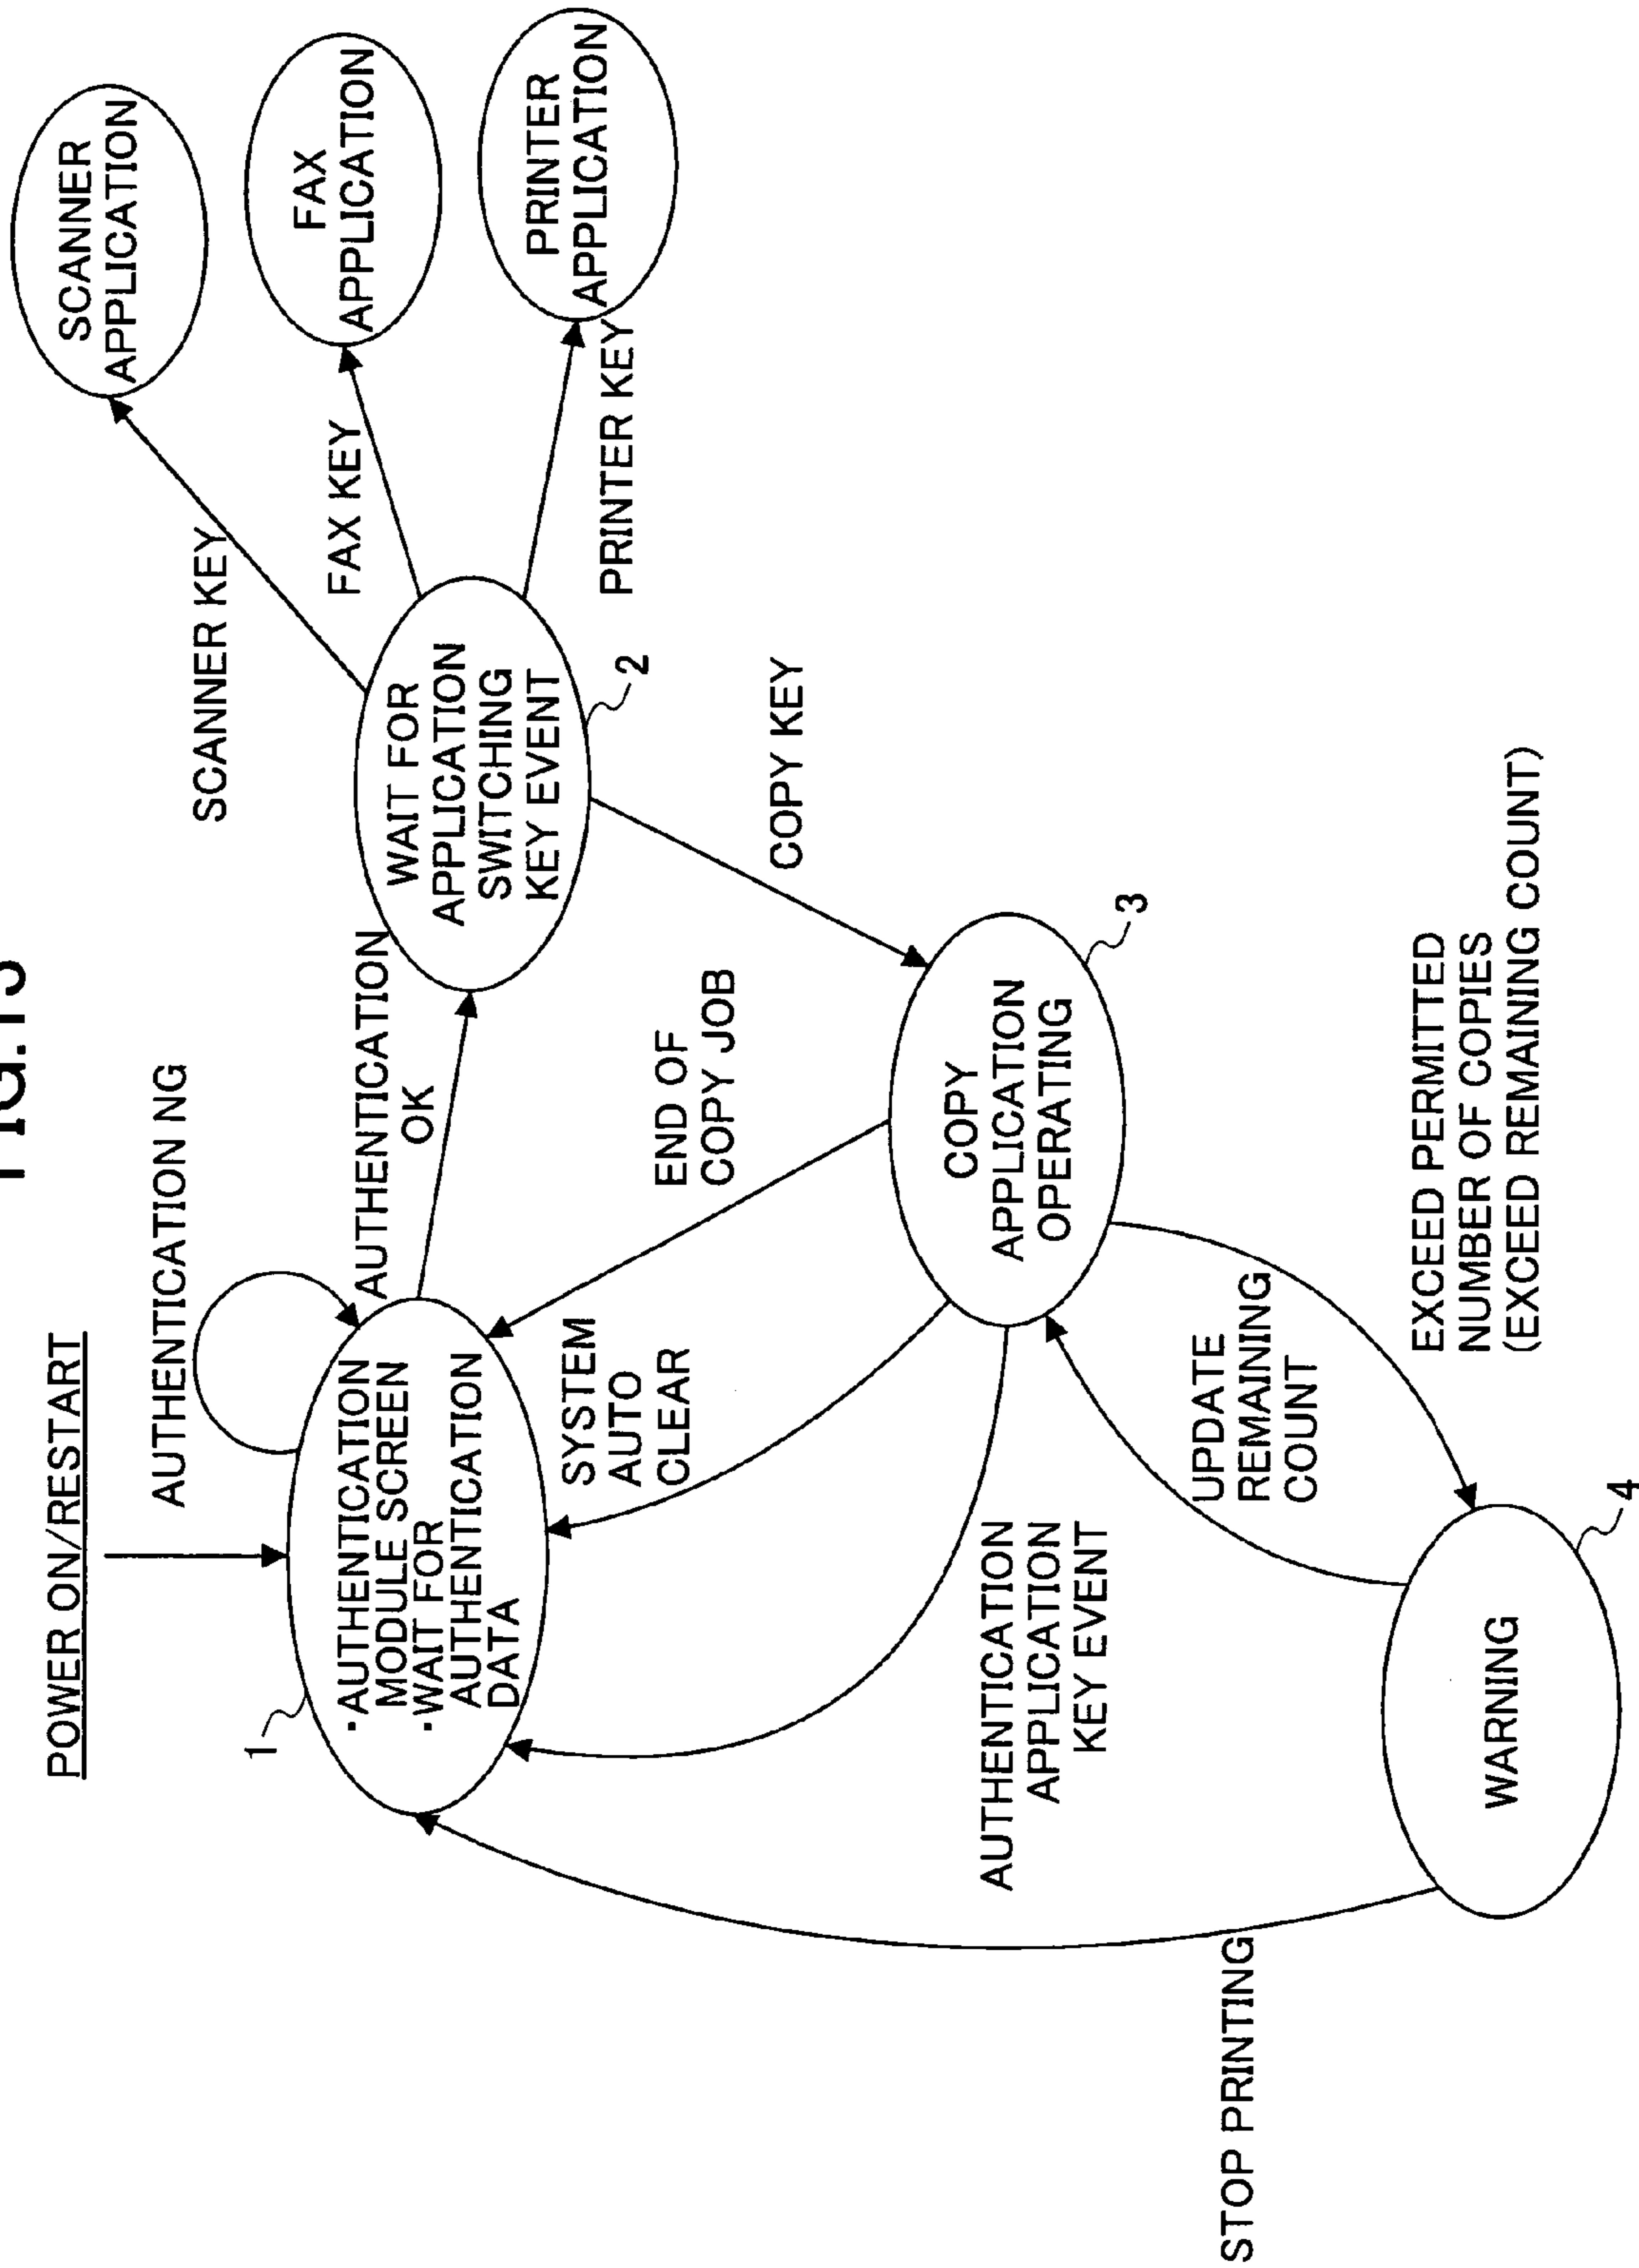 POWER ON/RESTART
AUTHENTICATION NG
SCANNER KEY
SCANNER
APPLICATION
1
· AUTHENTICATION
MODULE SCREEN
· WAIT FOR
AUTHENTICATION
DATA
AUTHENTICATION
OK
WAIT FOR
APPLICATION
SWITCHING
KEY EVENT
2
FAX KEY
FAX
APPLICATION
PRINTER KEY
PRINTER
APPLICATION
SYSTEM
AUTO
CLEAR
END OF
COPY JOB
COPY KEY
AUTHENTICATION
APPLICATION
KEY EVENT
COPY
APPLICATION
OPERATING
3
STOP PRINTING
UPDATE
REMAINING
COUNT
EXCEED PERMITTED
NUMBER OF COPIES
(EXCEED REMAINING COUNT)
WARNING
4